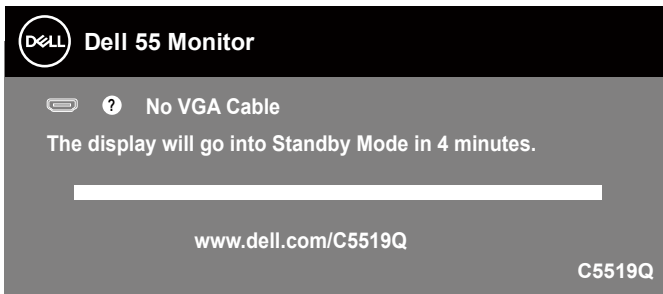 DELL Dell 55 Monitor
? No VGA Cable
The display will go into Standby Mode in 4 minutes.
www.dell.com/C5519Q
C5519Q